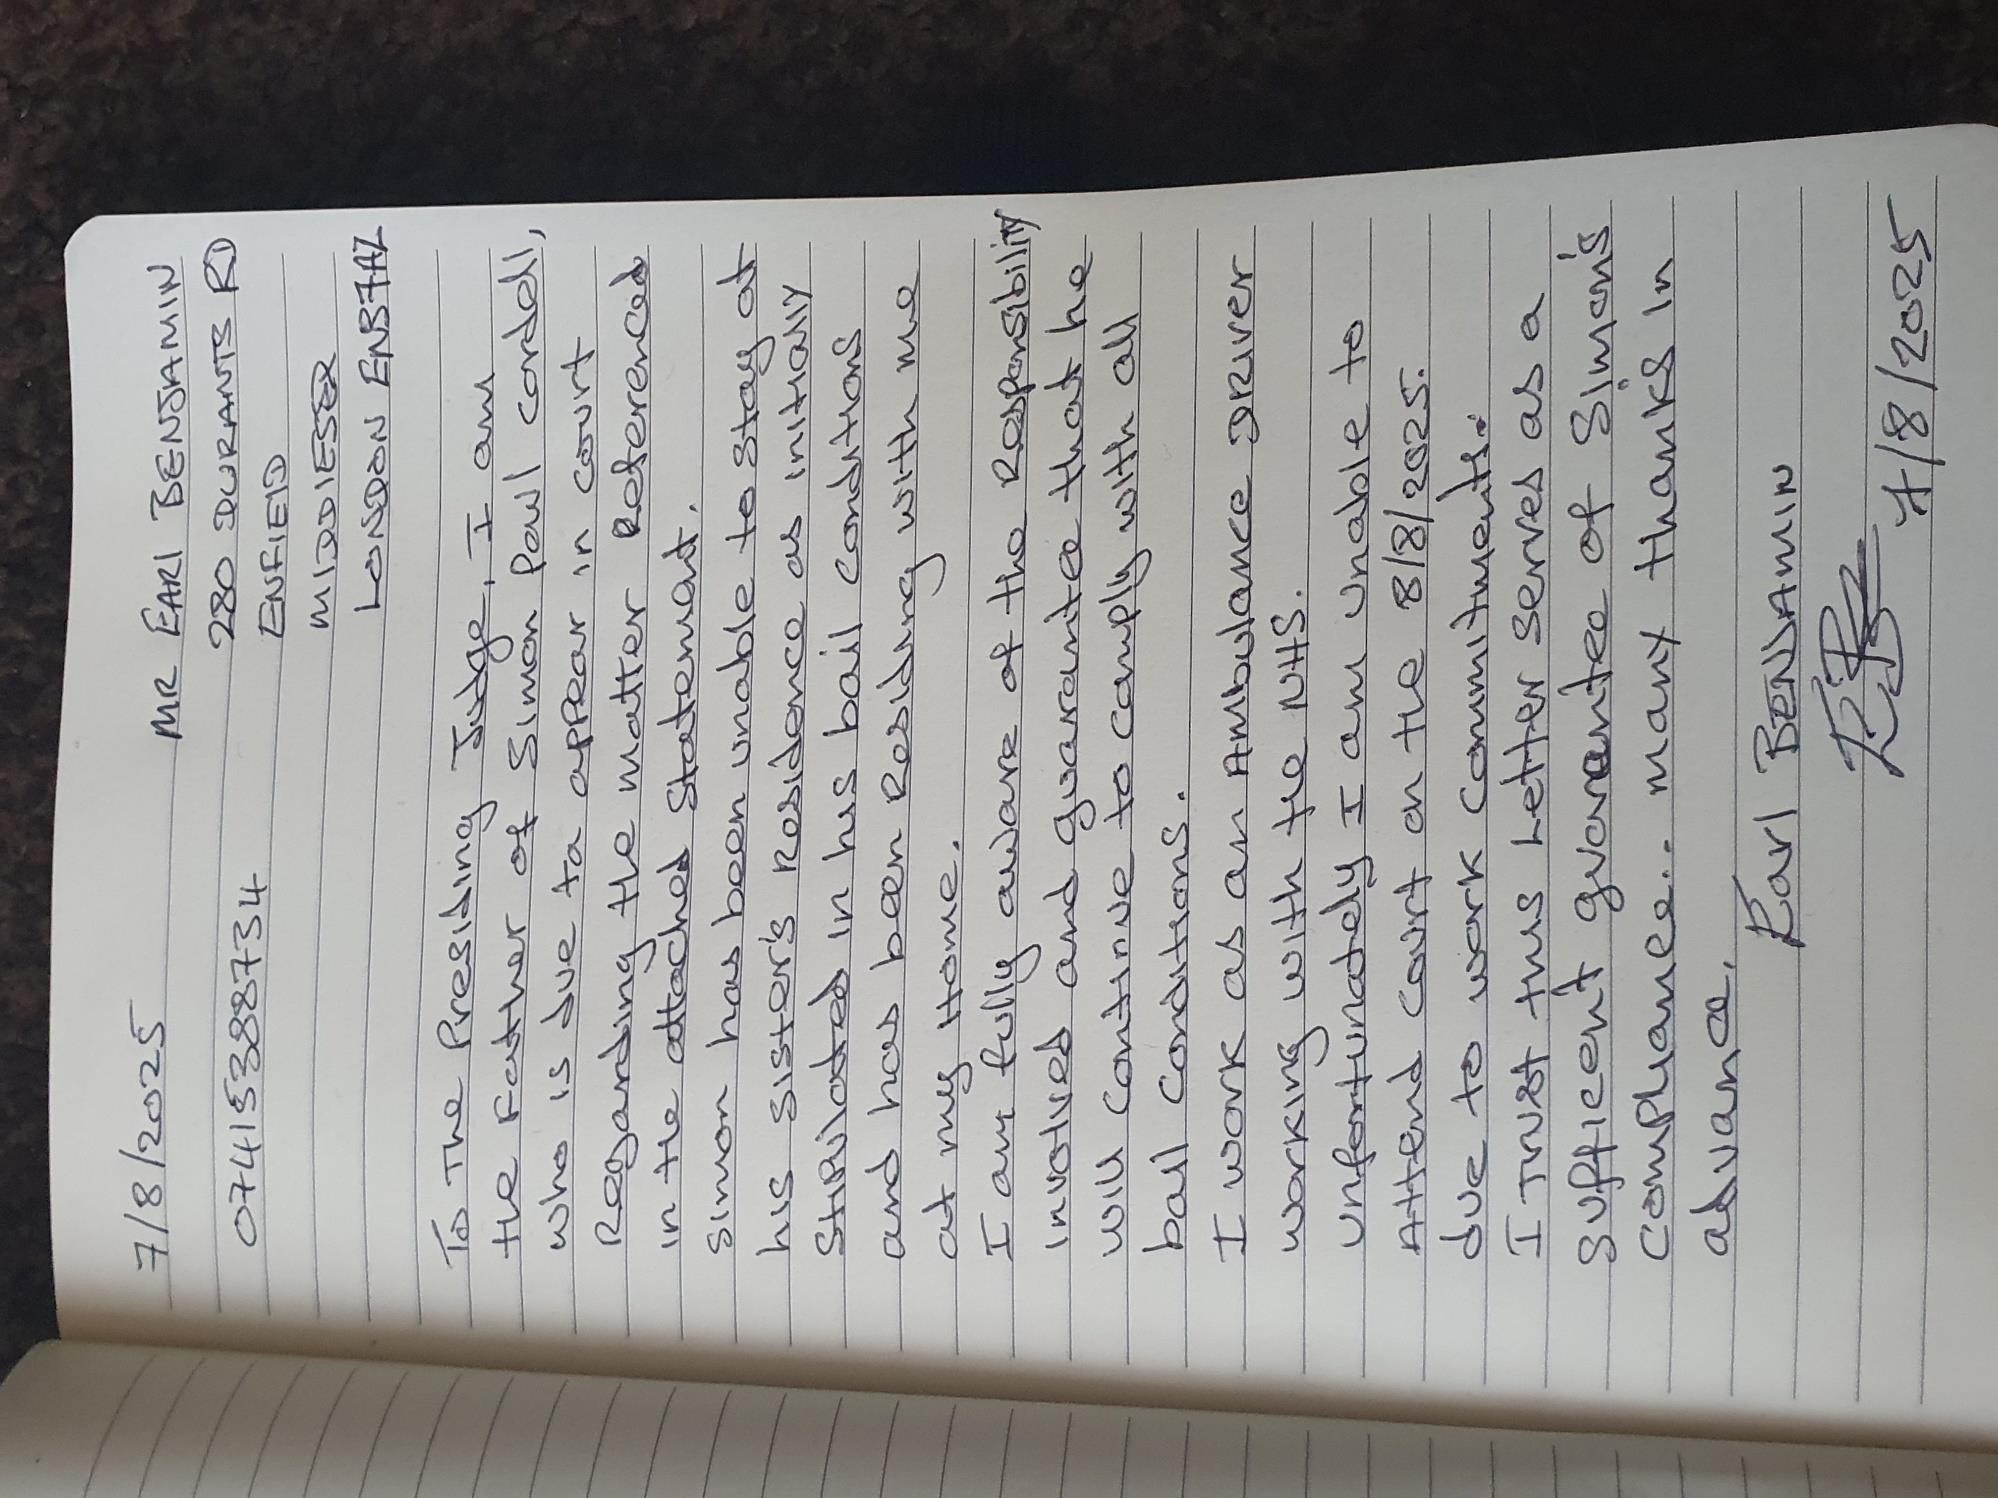 7/8/2025 MR EARl BENJAMIN
07415388734 280 DURANTS RD
ENFIElD
MIDDlESEX
LONDON EN37AZ
To The Presiding Judge, I am
the Father of Simon Paul cordell,
who is due to appear in court
Regarding the matter Referenced
in the attached statement.
Simon has been unable to stay at
his sister's Residence as initially
Stipulated in his bail conditions
and has been Residing with me
at my Home.
I am fully aware of the Responsibility
involved and guarantee that he
will continue to comply with all
bail conditions.
I work as an Ambulance driver
working with the NHS.
Unfortunately I am unable to
Attend court on the 8/8/2025.
due to work commitments.
I Trust this Letter serves as a
Sufficient guarantee of Simon's
Compliance.. many thanks in
advance.
Earl BENJAMIN
7/8/2025